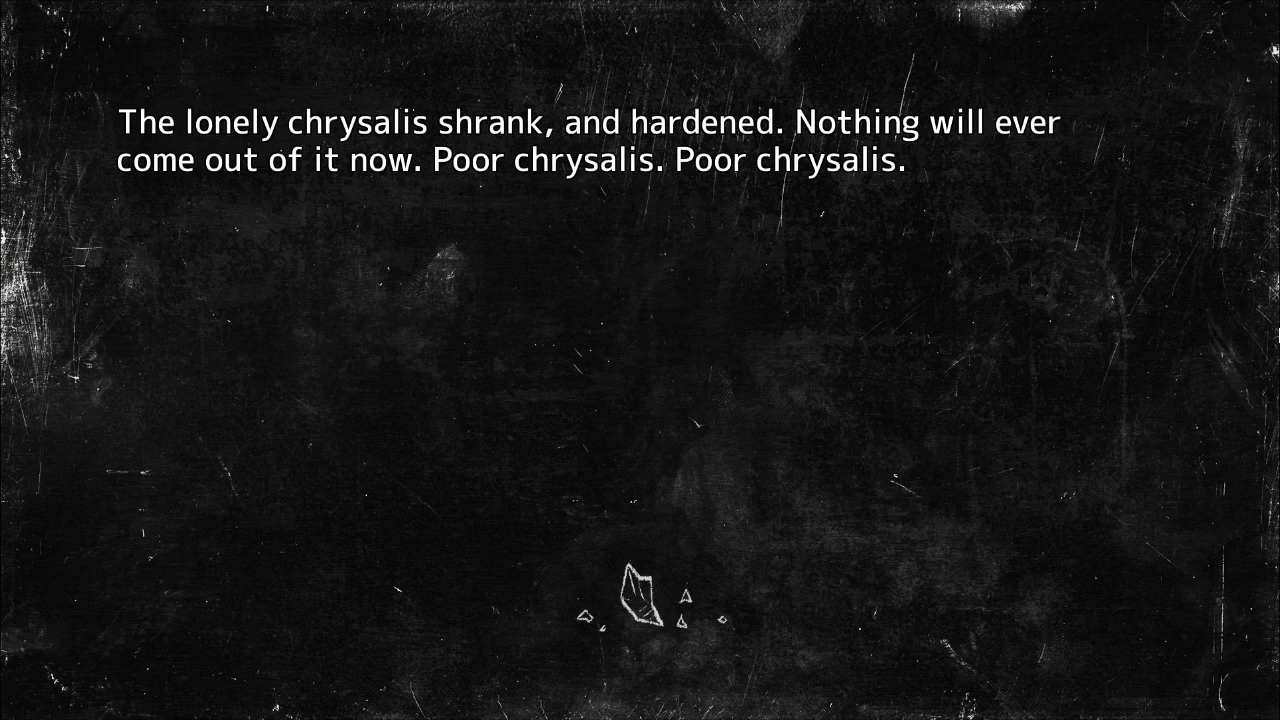 The lonely chrysalis shrank, and hardened. Nothing will ever
come out of it now. Poor chrysalis. Poor chrysalis.